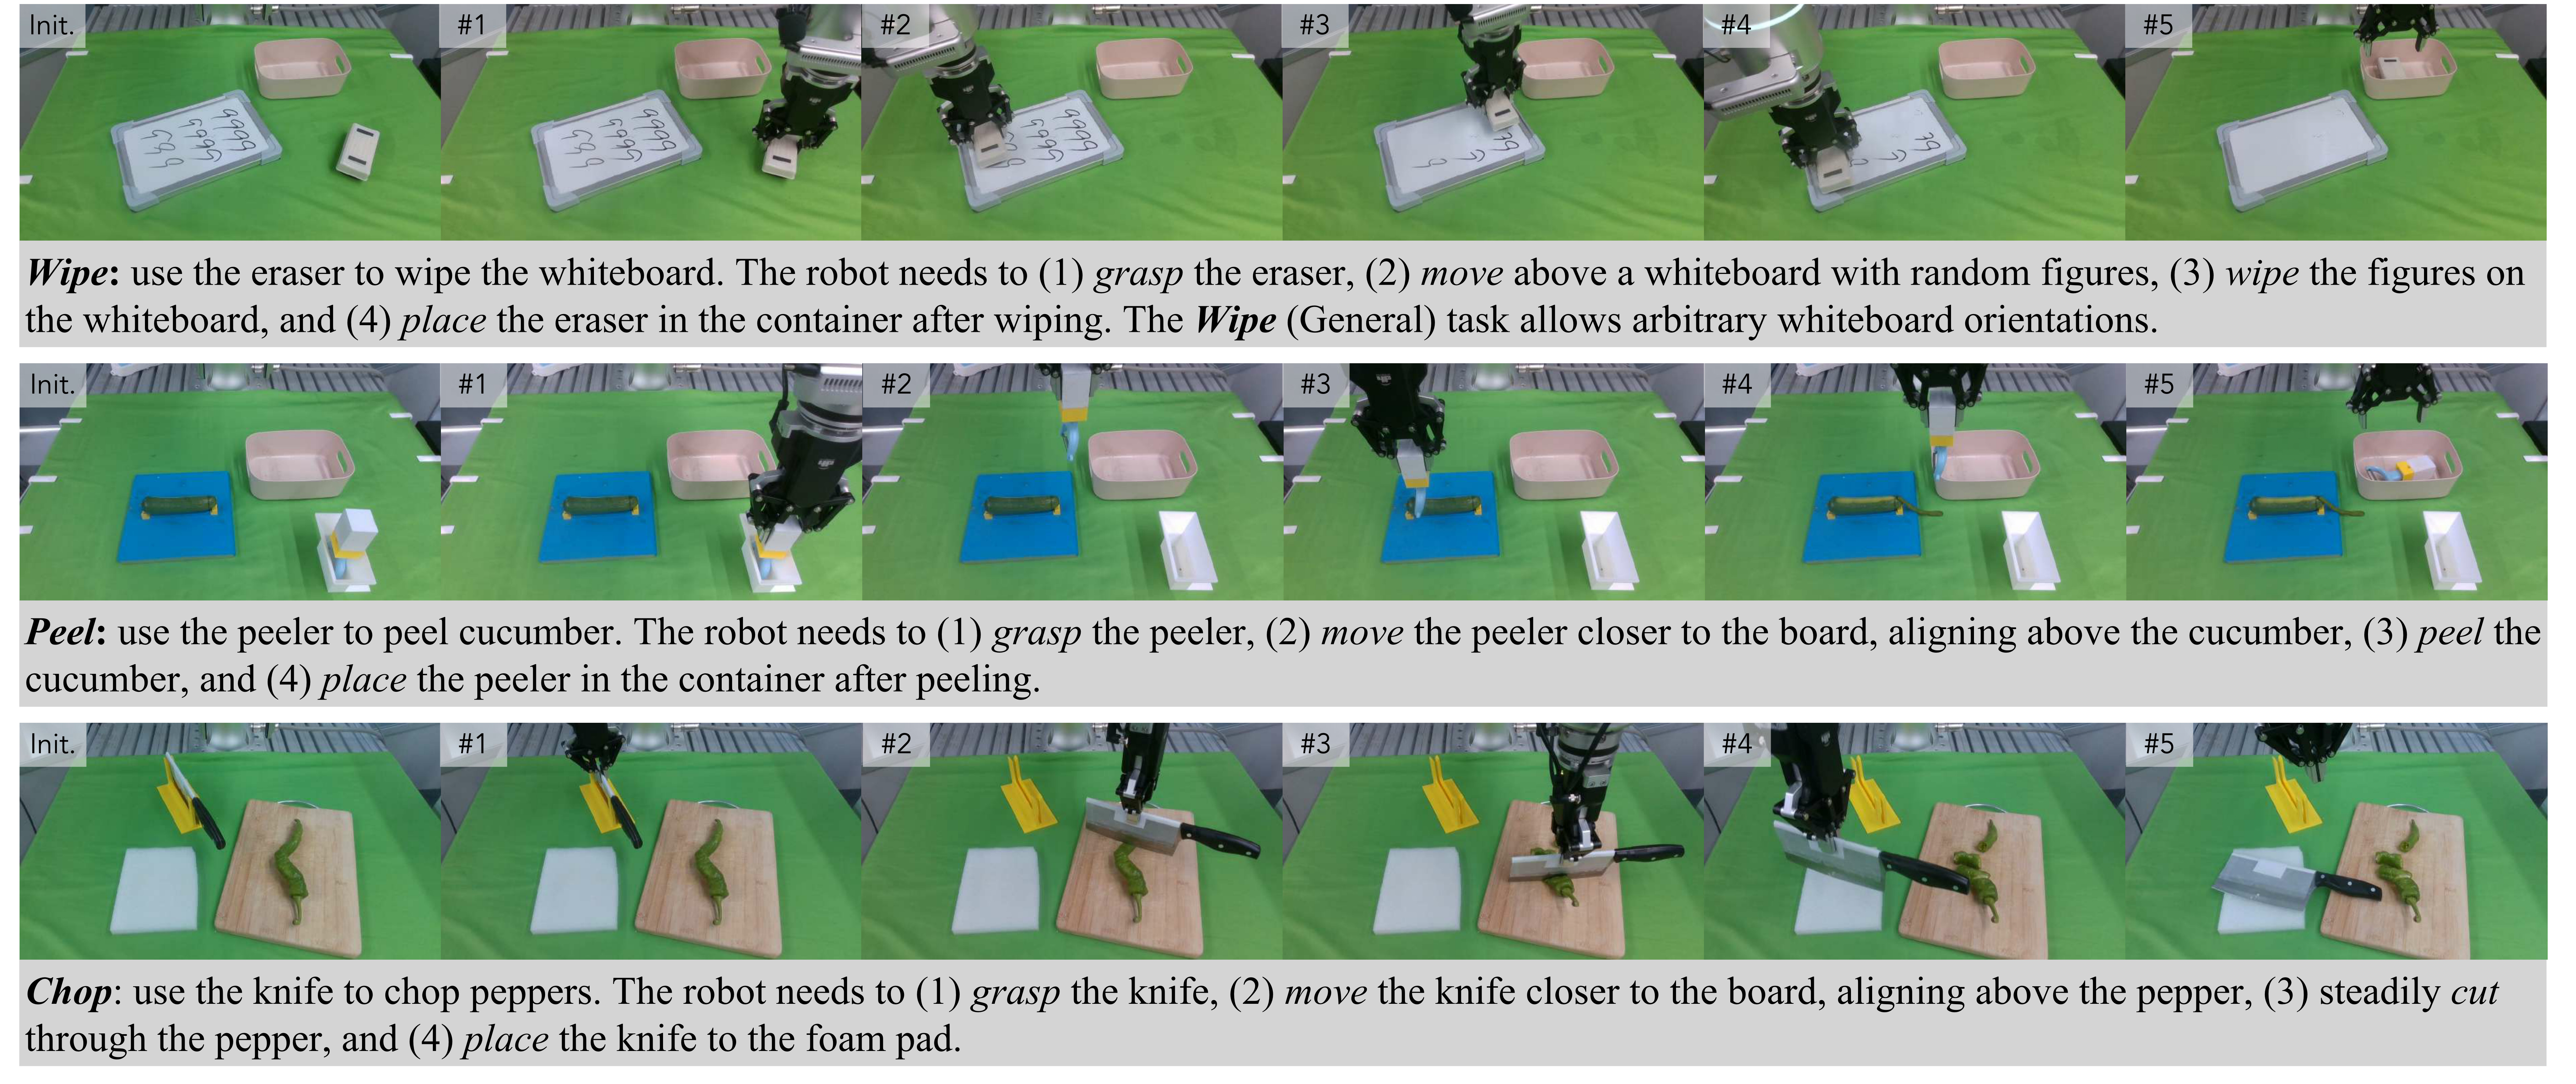 Init.
#1
#2
#3
#4
#5
Wipe: use the eraser to wipe the whiteboard. The robot needs to (1) grasp the eraser, (2) move above a whiteboard with random figures, (3) wipe the figures on
the whiteboard, and (4) place the eraser in the container after wiping. The Wipe (General) task allows arbitrary whiteboard orientations.
Init.
#1
#2
#3
#4
#5
Peel: use the peeler to peel cucumber. The robot needs to (1) grasp the peeler, (2) move the peeler closer to the board, aligning above the cucumber, (3) peel the
cucumber, and (4) place the peeler in the container after peeling.
Init.
#1
#2
#3
#4
#5
Chop: use the knife to chop peppers. The robot needs to (1) grasp the knife, (2) move the knife closer to the board, aligning above the pepper, (3) steadily cut
through the pepper, and (4) place the knife to the foam pad.